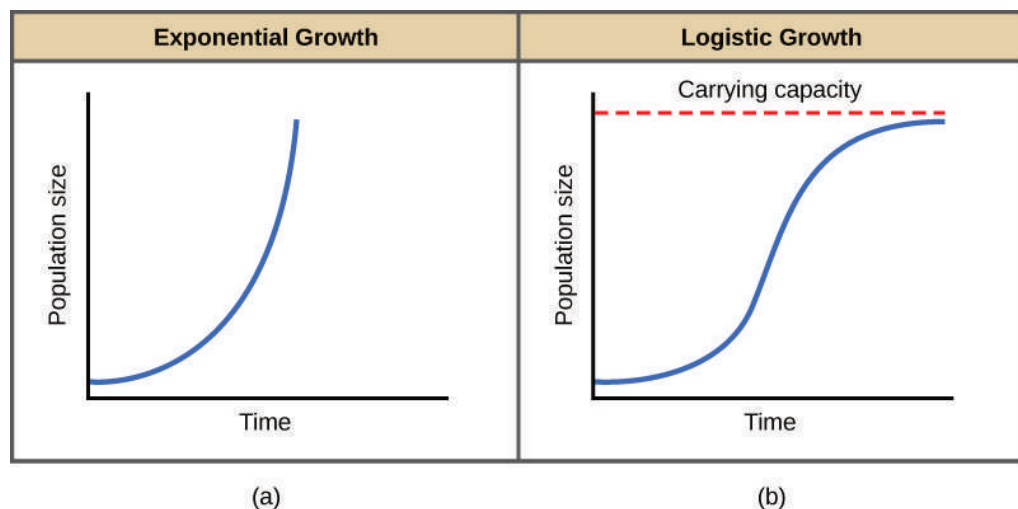 Exponential Growth
Logistic Growth
Population size
Time
Carrying capacity
Population size
Time
(a)
(b)